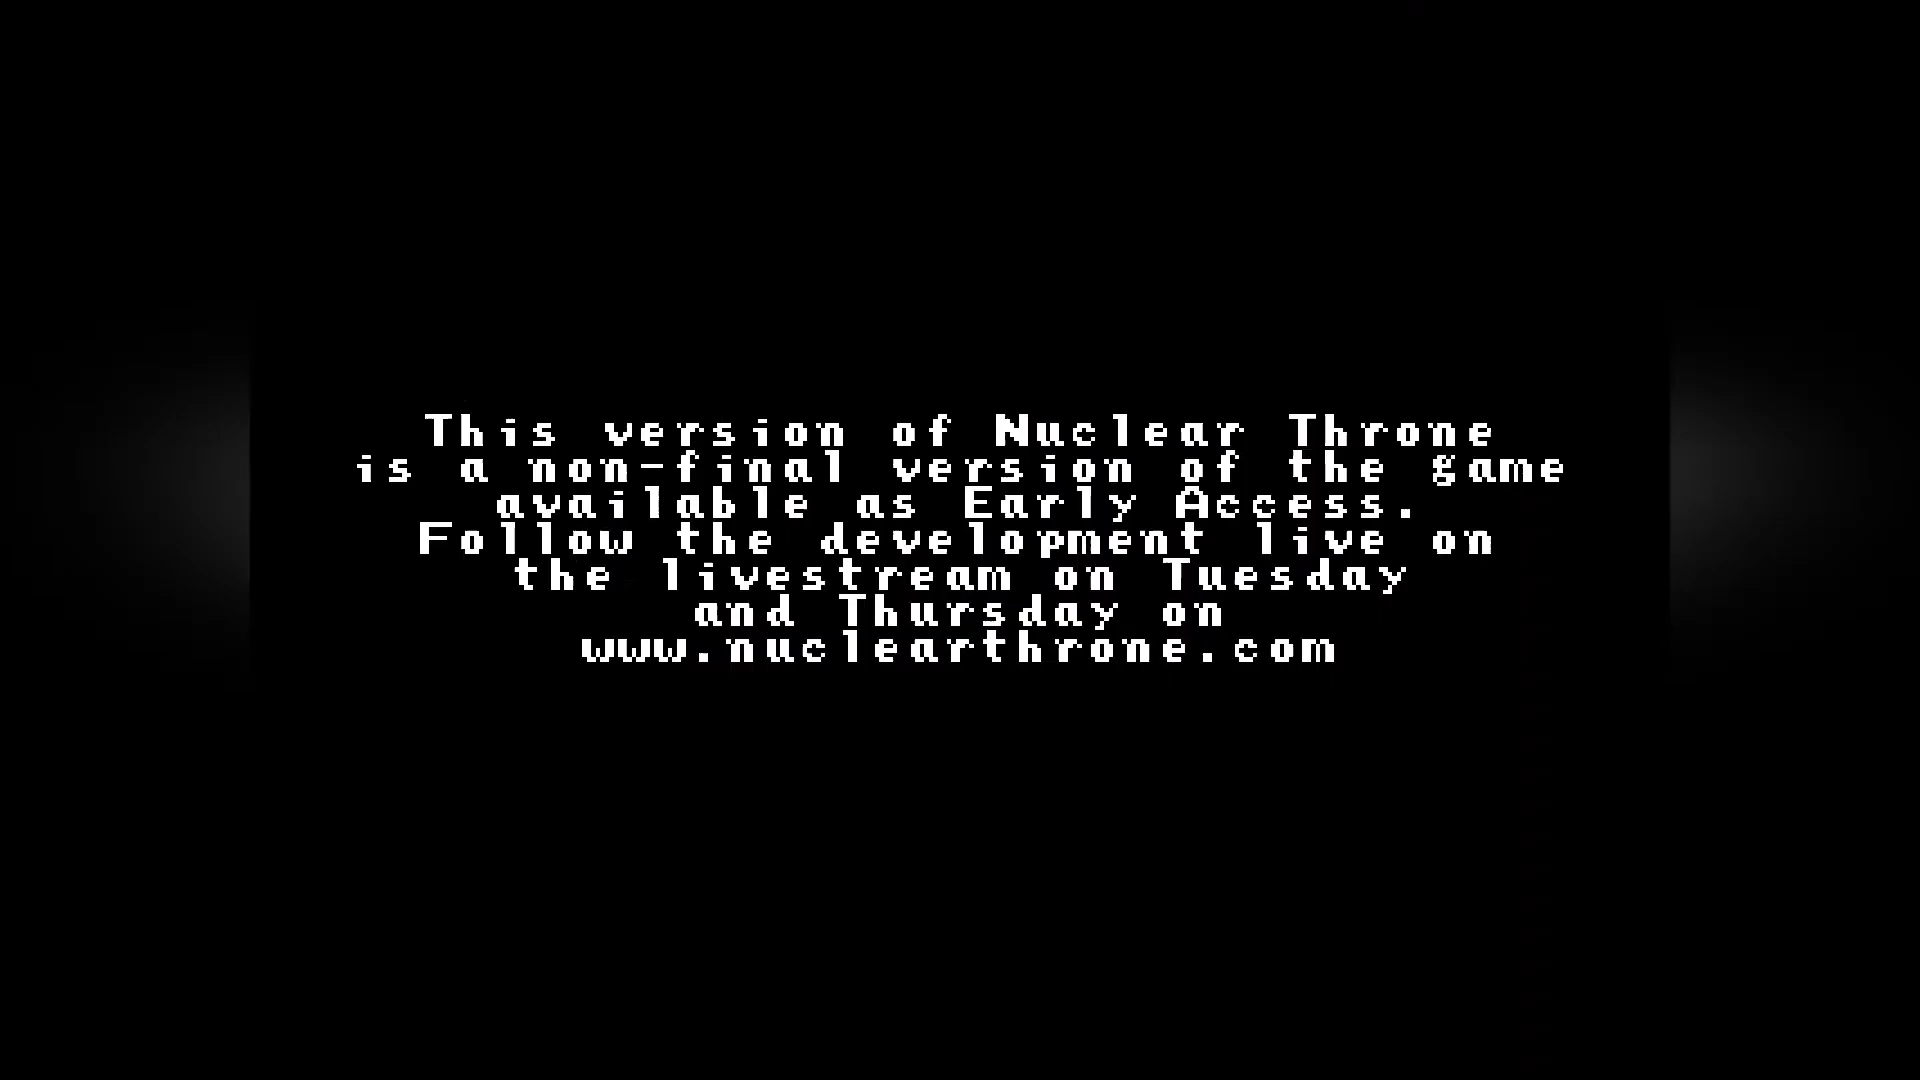 This version of Nuclear Throne
is a non-final version of the game
available as Early Access.
Follow the development live on
the livestream on Tuesday
and Thursday on
www.nuclearthrone.com